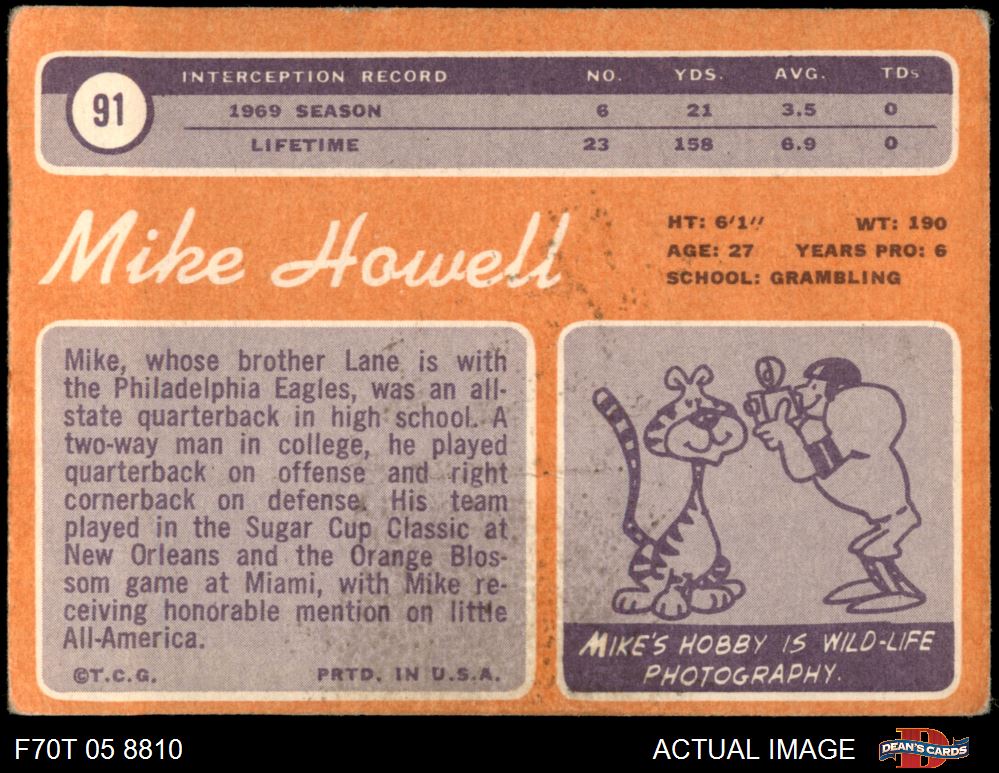 91
INTERCEPTION RECORD NO. YDS. AVG. TDs
1969 SEASON 6 21 3.5 0
LIFETIME 23 158 6.9 0
Mike Howell
HT: 6'1" WT: 190
AGE: 27 YEARS PRO: 6
SCHOOL: GRAMBLING
Mike, whose brother Lane is with
the Philadelphia Eagles, was an all-
state quarterback in high school. A
two-way man in college, he played
quarterback on offense and right
cornerback on defense. His team
played in the Sugar Cup Classic at
New Orleans and the Orange Blos-
som game at Miami, with Mike re-
ceiving honorable mention on little
All-America.
©T.C.G. PRTD. IN U.S.A.
MIKE'S HOBBY IS WILD-LIFE
PHOTOGRAPHY.
F70T 05 8810 ACTUAL IMAGE
DEAN'S CARDS